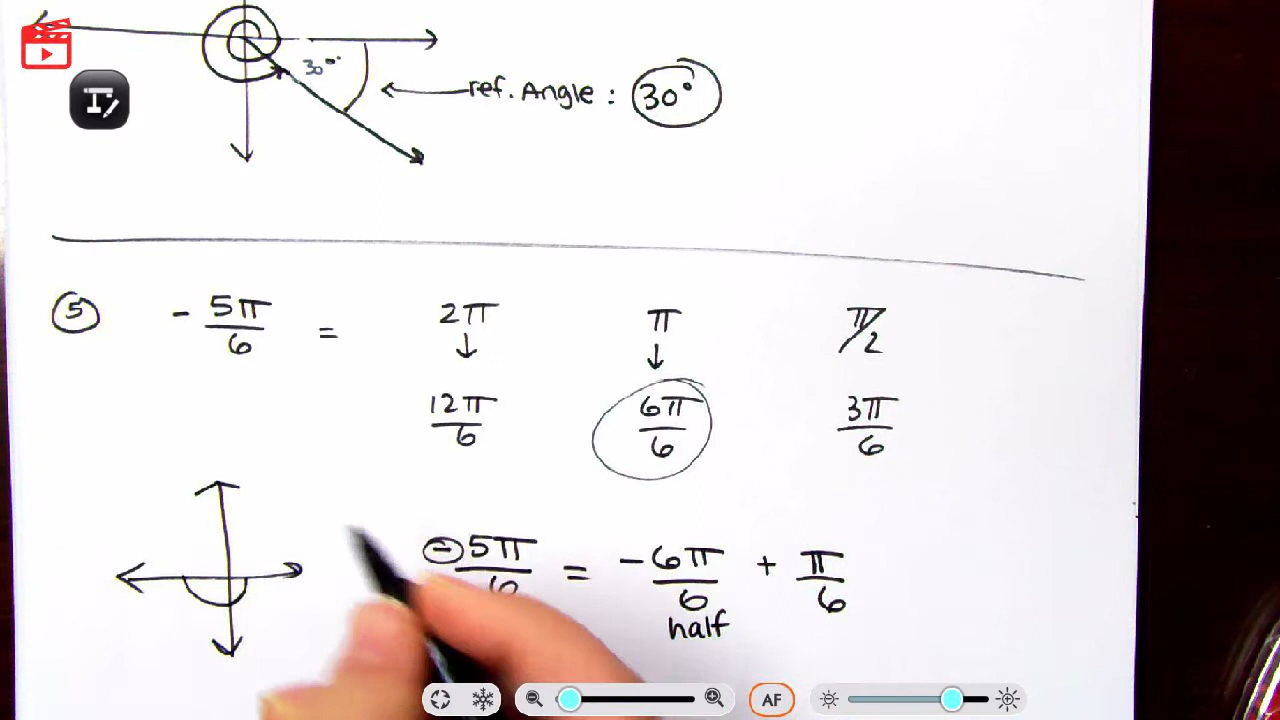 30°
ref. Angle : 30°
5 - 5π/6 = 2π π π/2
↓ ↓
12π/6 6π/6 3π/6
- 5π/6 = - 6π/6 + π/6
half
AF